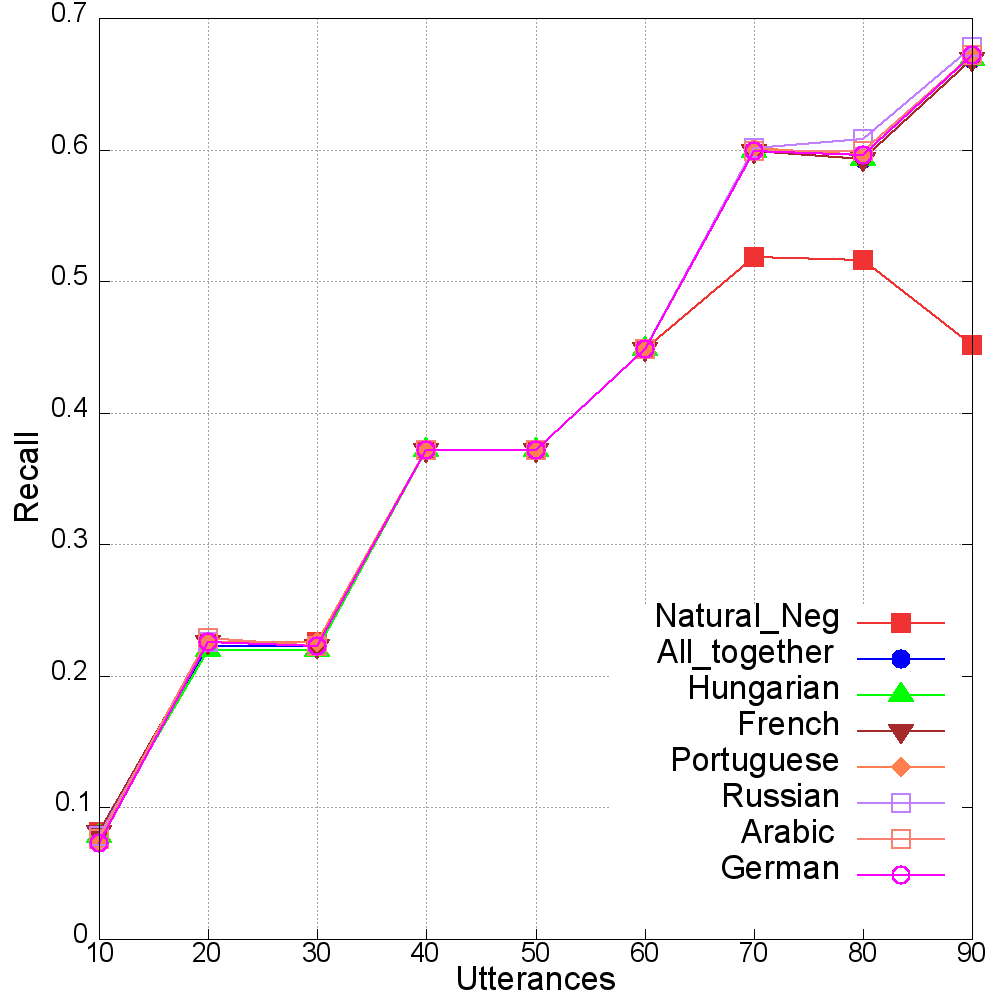 0.7
0.6
0.5
0.4
0.3
0.2
0.1
0
Recall
Natural_Neg
All_together
Hungarian
French
Portuguese
Russian
Arabic
German
10 20 30 40 50 60 70 80 90
Utterances